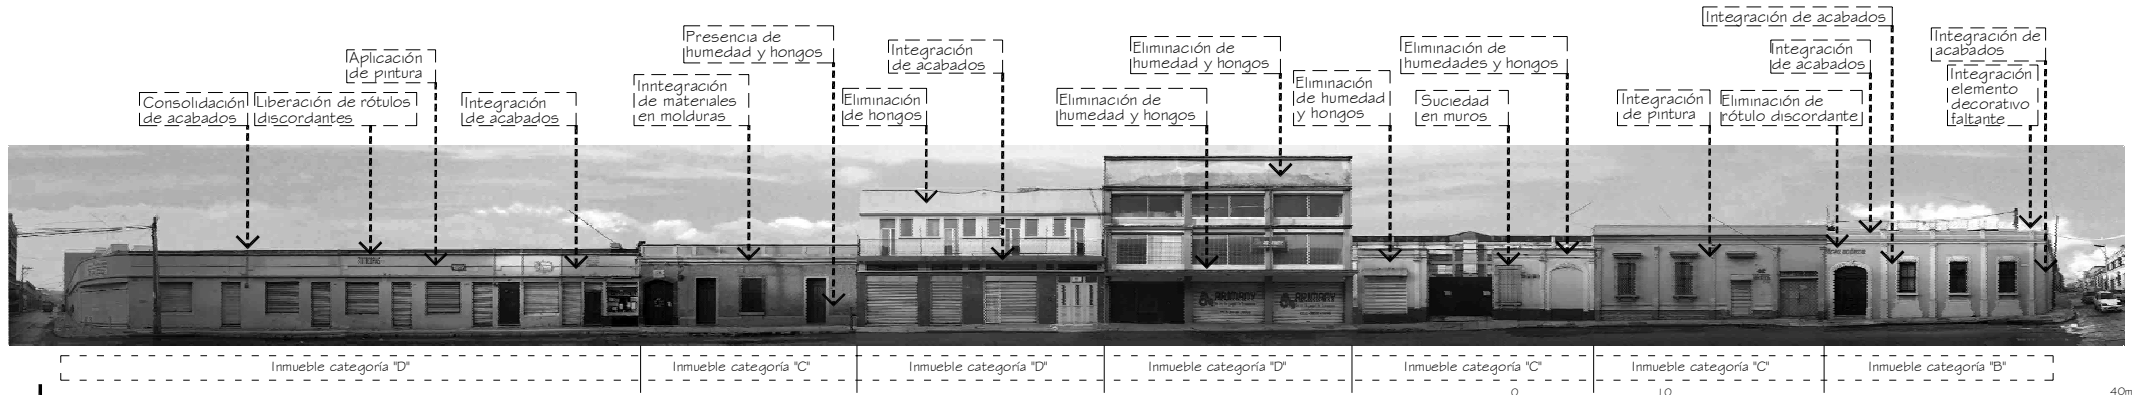 Consolidación
de acabados
Liberación de rótulos
discordantes
Aplicación
de pintura
Integración
de acabados
Inntigración
de materiales
en molduras
Presencia de
humedad y hongos
Eliminación
de hongos
Integración
de acabados
Eliminación de
humedad y hongos
Eliminación de
humedad y hongos
Eliminación
de humedad
y hongos
Eliminación de
humedades y hongos
Suciedad
en muros
Integración
de pintura
Eliminación de
rótulo discordante
Integración de acabados
Integración
de acabados
Integración de
acabados
Integración
elemento
decorativo
faltante
ARIMANY
ARIMANY
Inmueble categoría "D"
Inmueble categoría "C"
Inmueble categoría "D"
Inmueble categoría "D"
Inmueble categoría "C"
Inmueble categoría "C"
Inmueble categoría "B"
0
10
40m